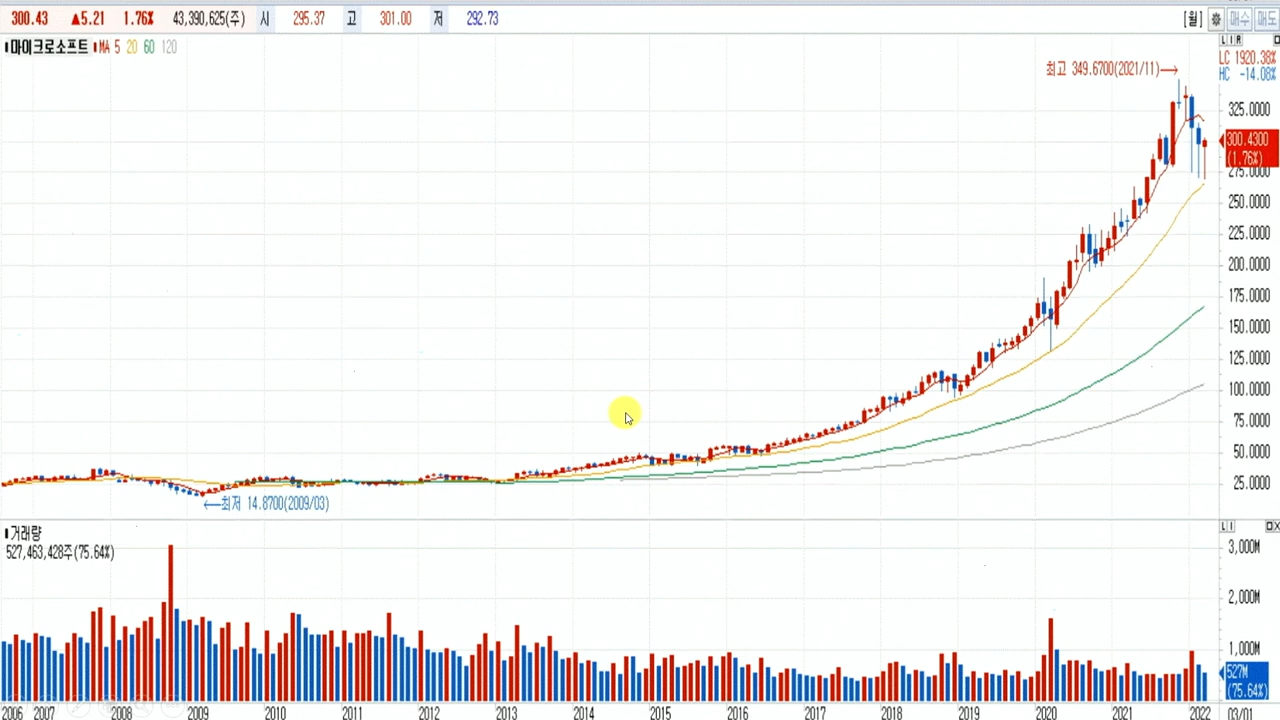 300.43 ▲5.21 1.76% 43,390,625(주) 시 295.37 고 301.00 저 292.73 [월] 매수 매도
마이크로소프트 MA 5 20 60 120
L I R
LC 1920.38%
HC -14.08%
최고 349.6700(2021/11)→
325.0000
300.4300
(1.76%)
275.0000
250.0000
225.0000
200.0000
175.0000
150.0000
125.0000
100.0000
75.0000
50.0000
25.0000
←최저 14.8700(2009/03)
거래량
L I
527,463,428주(75.64%)
3,000M
2,000M
1,000M
527M
(75.64%)
2006 2007 2008 2009 2010 2011 2012 2013 2014 2015 2016 2017 2018 2019 2020 2021 2022 03/01